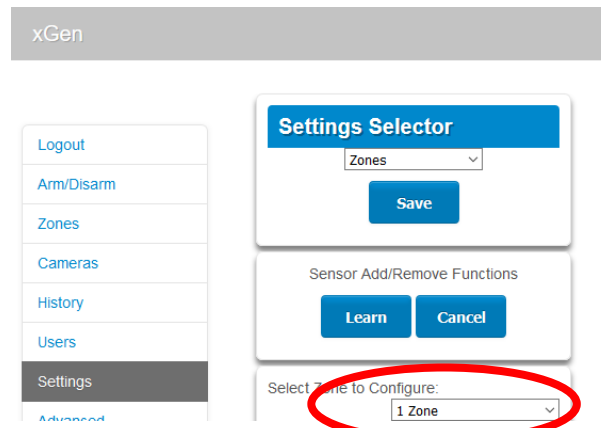 xGen
Logout
Arm/Disarm
Zones
Cameras
History
Users
Settings
Advanced
Settings Selector
Zones
Save
Sensor Add/Remove Functions
Learn Cancel
Select Zone to Configure:
1 Zone